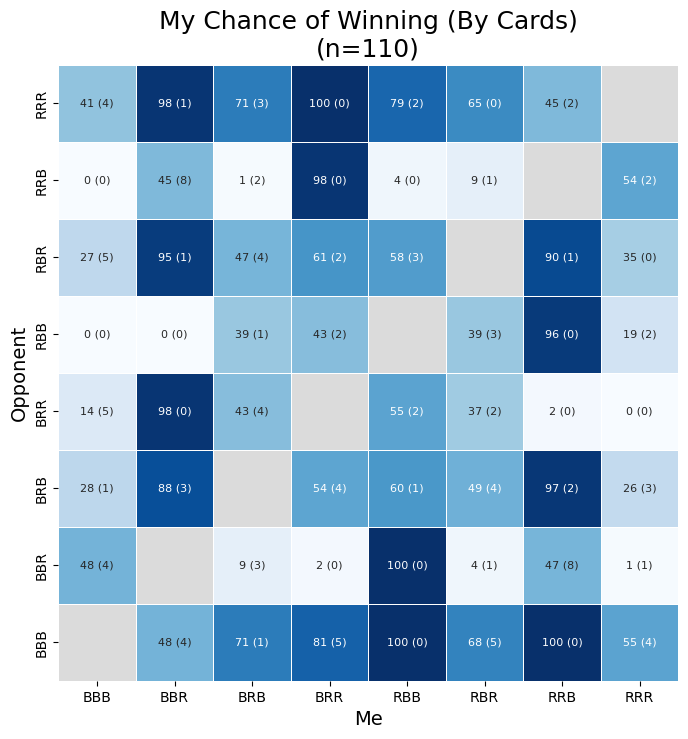 My Chance of Winning (By Cards)
(n=110)
RRR 41 (4) 98 (1) 71 (3) 100 (0) 79 (2) 65 (0) 45 (2)
RRB 0 (0) 45 (8) 1 (2) 98 (0) 4 (0) 9 (1) 54 (2)
RBR 27 (5) 95 (1) 47 (4) 61 (2) 58 (3) 90 (1) 35 (0)
RBB 0 (0) 0 (0) 39 (1) 43 (2) 39 (3) 96 (0) 19 (2)
BRR 14 (5) 98 (0) 43 (4) 55 (2) 37 (2) 2 (0) 0 (0)
BRB 28 (1) 88 (3) 54 (4) 60 (1) 49 (4) 97 (2) 26 (3)
BBR 48 (4) 9 (3) 2 (0) 100 (0) 4 (1) 47 (8) 1 (1)
BBB 48 (4) 71 (1) 81 (5) 100 (0) 68 (5) 100 (0) 55 (4)
BBB BBR BRB BRR RBB RBR RRB RRR
Opponent
Me